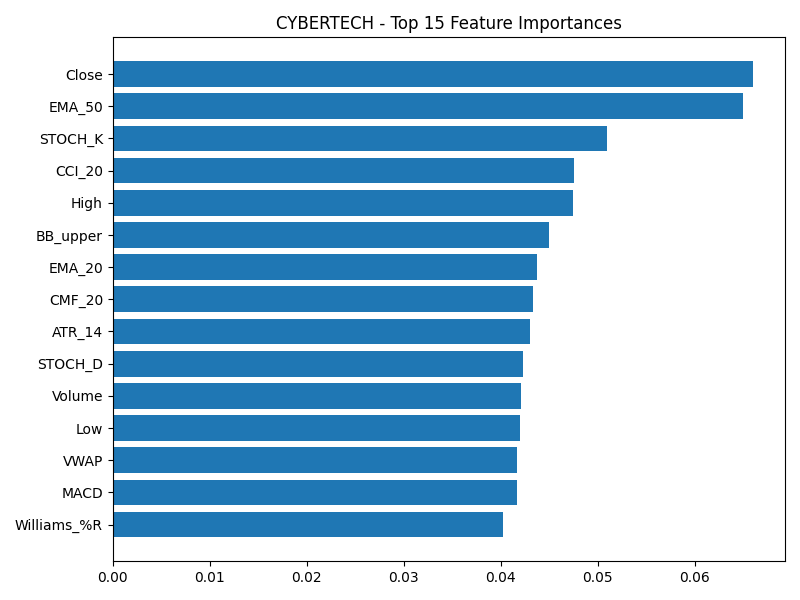 CYBERTECH - Top 15 Feature Importances
Close
EMA_50
STOCH_K
CCI_20
High
BB_upper
EMA_20
CMF_20
ATR_14
STOCH_D
Volume
Low
VWAP
MACD
Williams_%R
0.00 0.01 0.02 0.03 0.04 0.05 0.06